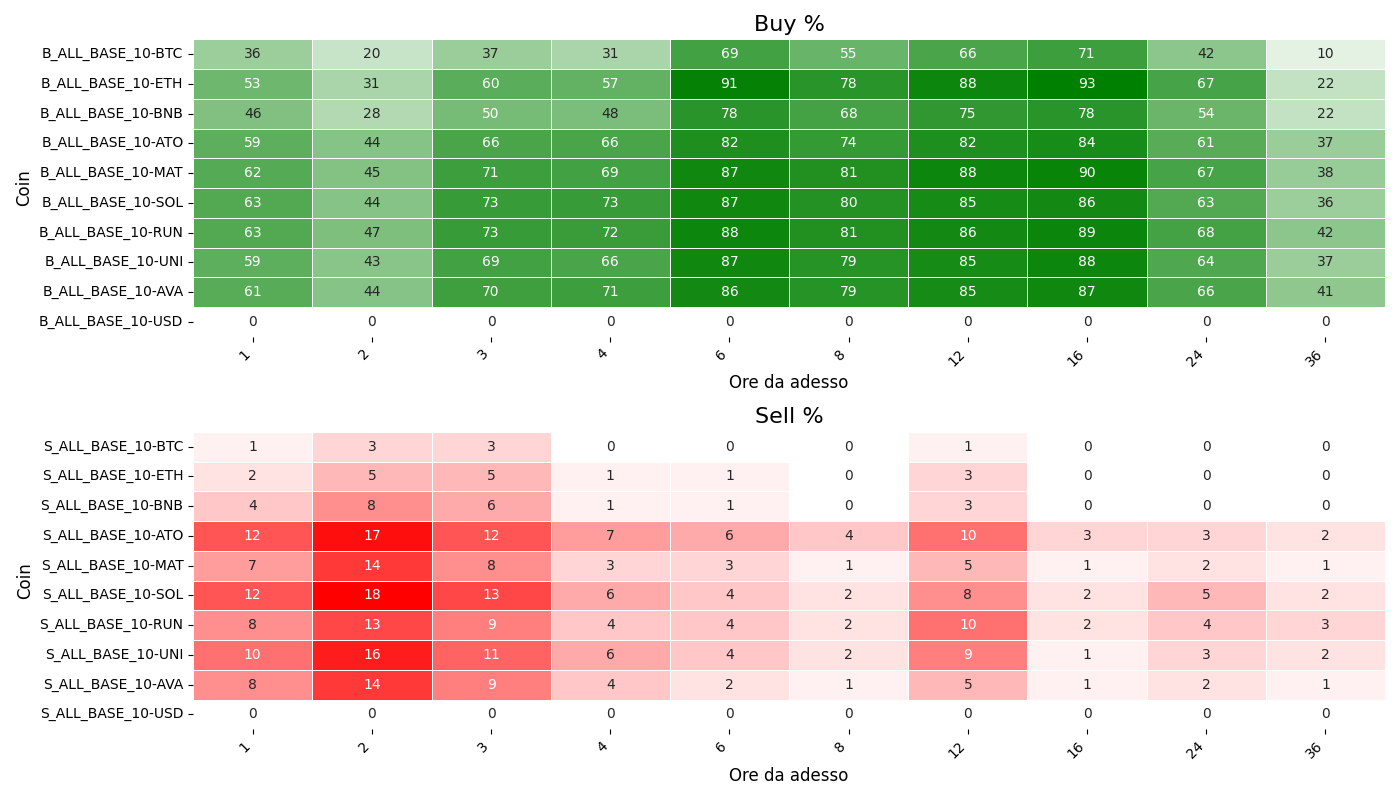 Buy %
Coin
B_ALL_BASE_10-BTC 36 20 37 31 69 55 66 71 42 10
B_ALL_BASE_10-ETH 53 31 60 57 91 78 88 93 67 22
B_ALL_BASE_10-BNB 46 28 50 48 78 68 75 78 54 22
B_ALL_BASE_10-ATO 59 44 66 66 82 74 82 84 61 37
B_ALL_BASE_10-MAT 62 45 71 69 87 81 88 90 67 38
B_ALL_BASE_10-SOL 63 44 73 73 87 80 85 86 63 36
B_ALL_BASE_10-RUN 63 47 73 72 88 81 86 89 68 42
B_ALL_BASE_10-UNI 59 43 69 66 87 79 85 88 64 37
B_ALL_BASE_10-AVA 61 44 70 71 86 79 85 87 66 41
B_ALL_BASE_10-USD 0 0 0 0 0 0 0 0 0 0
1 2 3 4 6 8 12 16 24 36
Ore da adesso
Sell %
Coin
S_ALL_BASE_10-BTC 1 3 3 0 0 0 1 0 0 0
S_ALL_BASE_10-ETH 2 5 5 1 1 0 3 0 0 0
S_ALL_BASE_10-BNB 4 8 6 1 1 0 3 0 0 0
S_ALL_BASE_10-ATO 12 17 12 7 6 4 10 3 3 2
S_ALL_BASE_10-MAT 7 14 8 3 3 1 5 1 2 1
S_ALL_BASE_10-SOL 12 18 13 6 4 2 8 2 5 2
S_ALL_BASE_10-RUN 8 13 9 4 4 2 10 2 4 3
S_ALL_BASE_10-UNI 10 16 11 6 4 2 9 1 3 2
S_ALL_BASE_10-AVA 8 14 9 4 2 1 5 1 2 1
S_ALL_BASE_10-USD 0 0 0 0 0 0 0 0 0 0
1 2 3 4 6 8 12 16 24 36
Ore da adesso